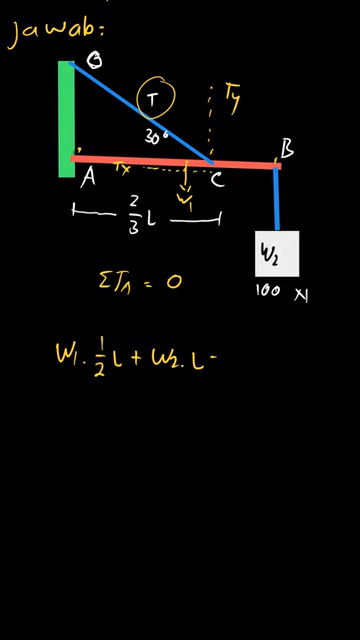 Jawab:
O
T
Ty
30°
B
Tx
A
W1
C
2/3 L
W2
100 N
ΣτA = 0
W1 . 1/2 L + W2 . L -